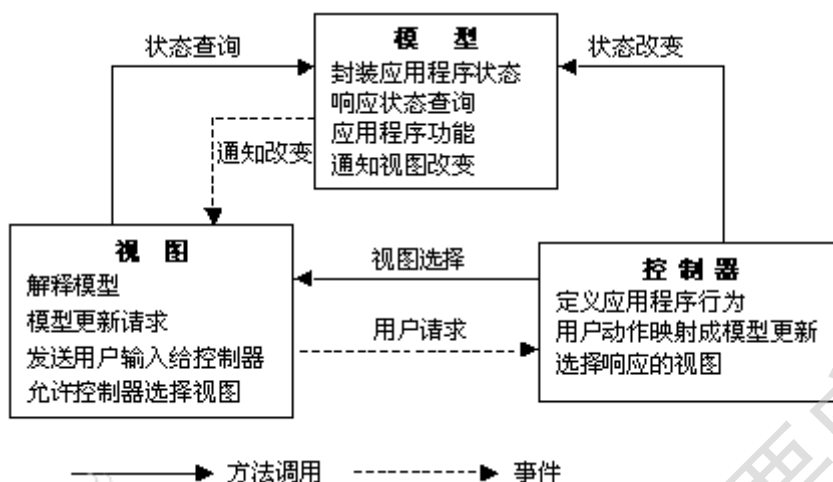 状态查询
模 型
状态改变
封装应用程序状态
响应状态查询
应用程序功能
通知视图改变
通知改变
视 图
解释模型
模型更新请求
发送用户输入给控制器
允许控制器选择视图
视图选择
用户请求
控 制 器
定义应用程序行为
用户动作映射成模型更新
选择响应的视图
方法调用
事件